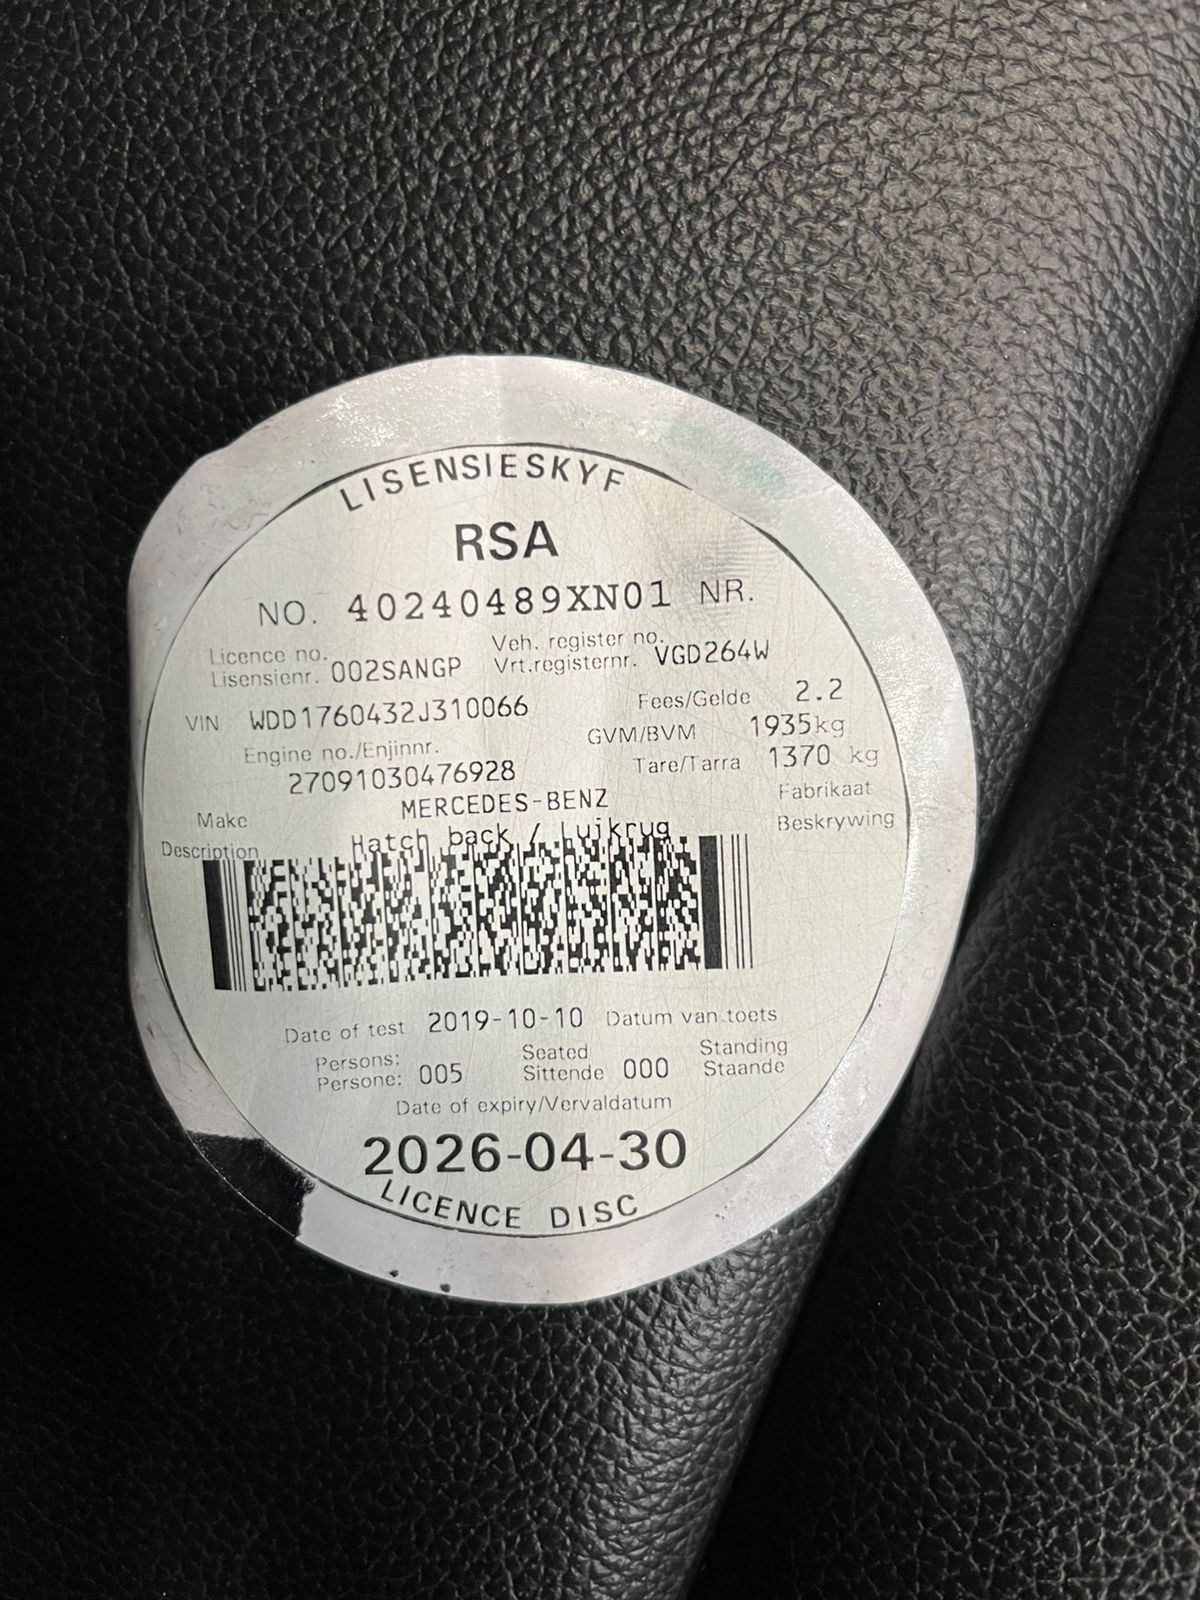 LISENSIESKYF
RSA
NO. 40240489XN01 NR.
Licence no. Veh. register no.
Lisensienr. 002SANGP Vrt.registernr. VGD264W
VIN WDD1760432J310066 Fees/Gelde 2.2
Engine no./Enjinnr. GVM/BVM 1935kg
27091030476928 Tare/Tarra 1370 kg
Make MERCEDES-BENZ Fabrikaat
Description Hatch back / Luikrug Beskrywing
Date of test 2019-10-10 Datum van toets
Persons: Seated Standing
Persone: 005 Sittende 000 Staande
Date of expiry/Vervaldatum
2026-04-30
LICENCE DISC